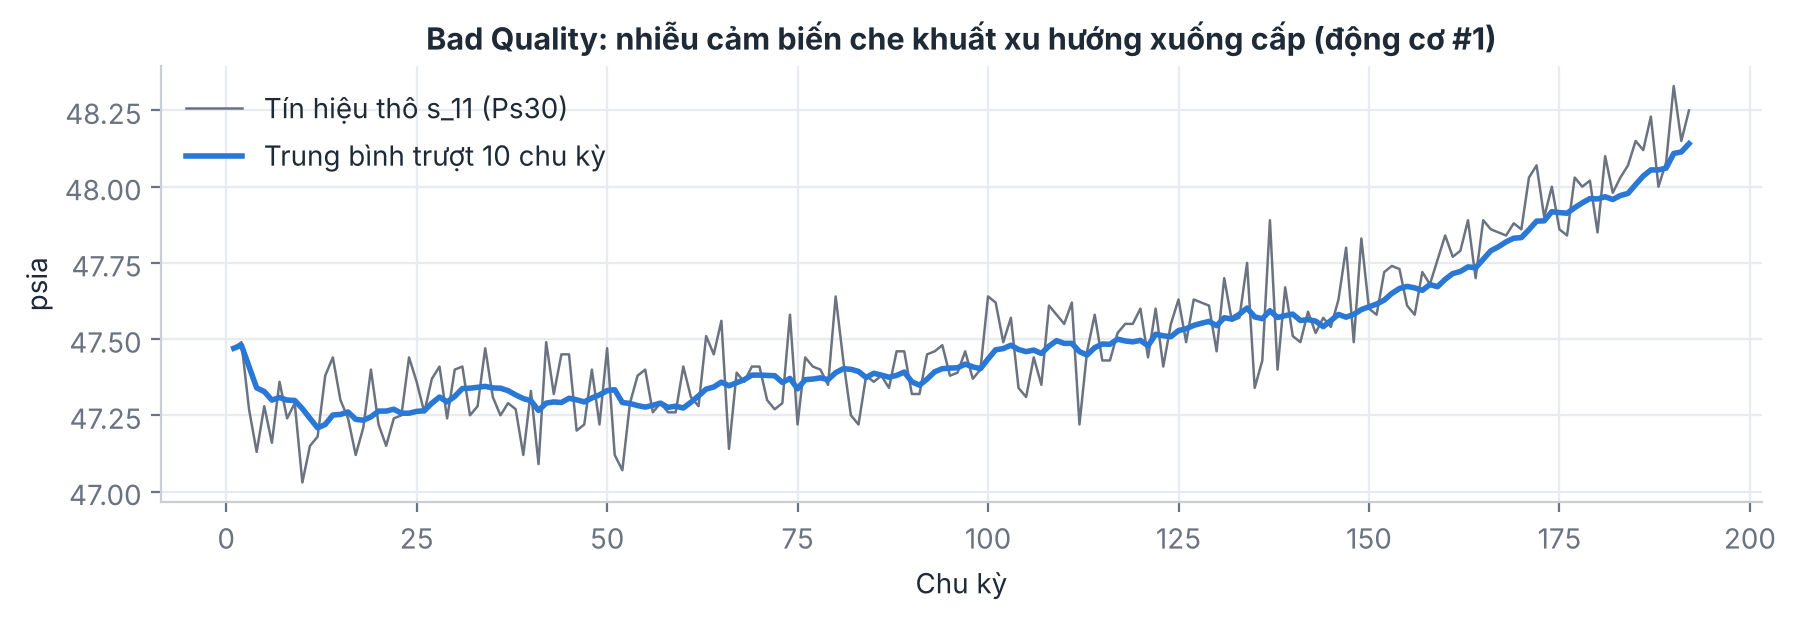 Bad Quality: nhiễu cảm biến che khuất xu hướng xuống cấp (động cơ #1)
Tín hiệu thô s_11 (Ps30)
Trung bình trượt 10 chu kỳ
psia
48.25
48.00
47.75
47.50
47.25
47.00
0 25 50 75 100 125 150 175 200
Chu kỳ